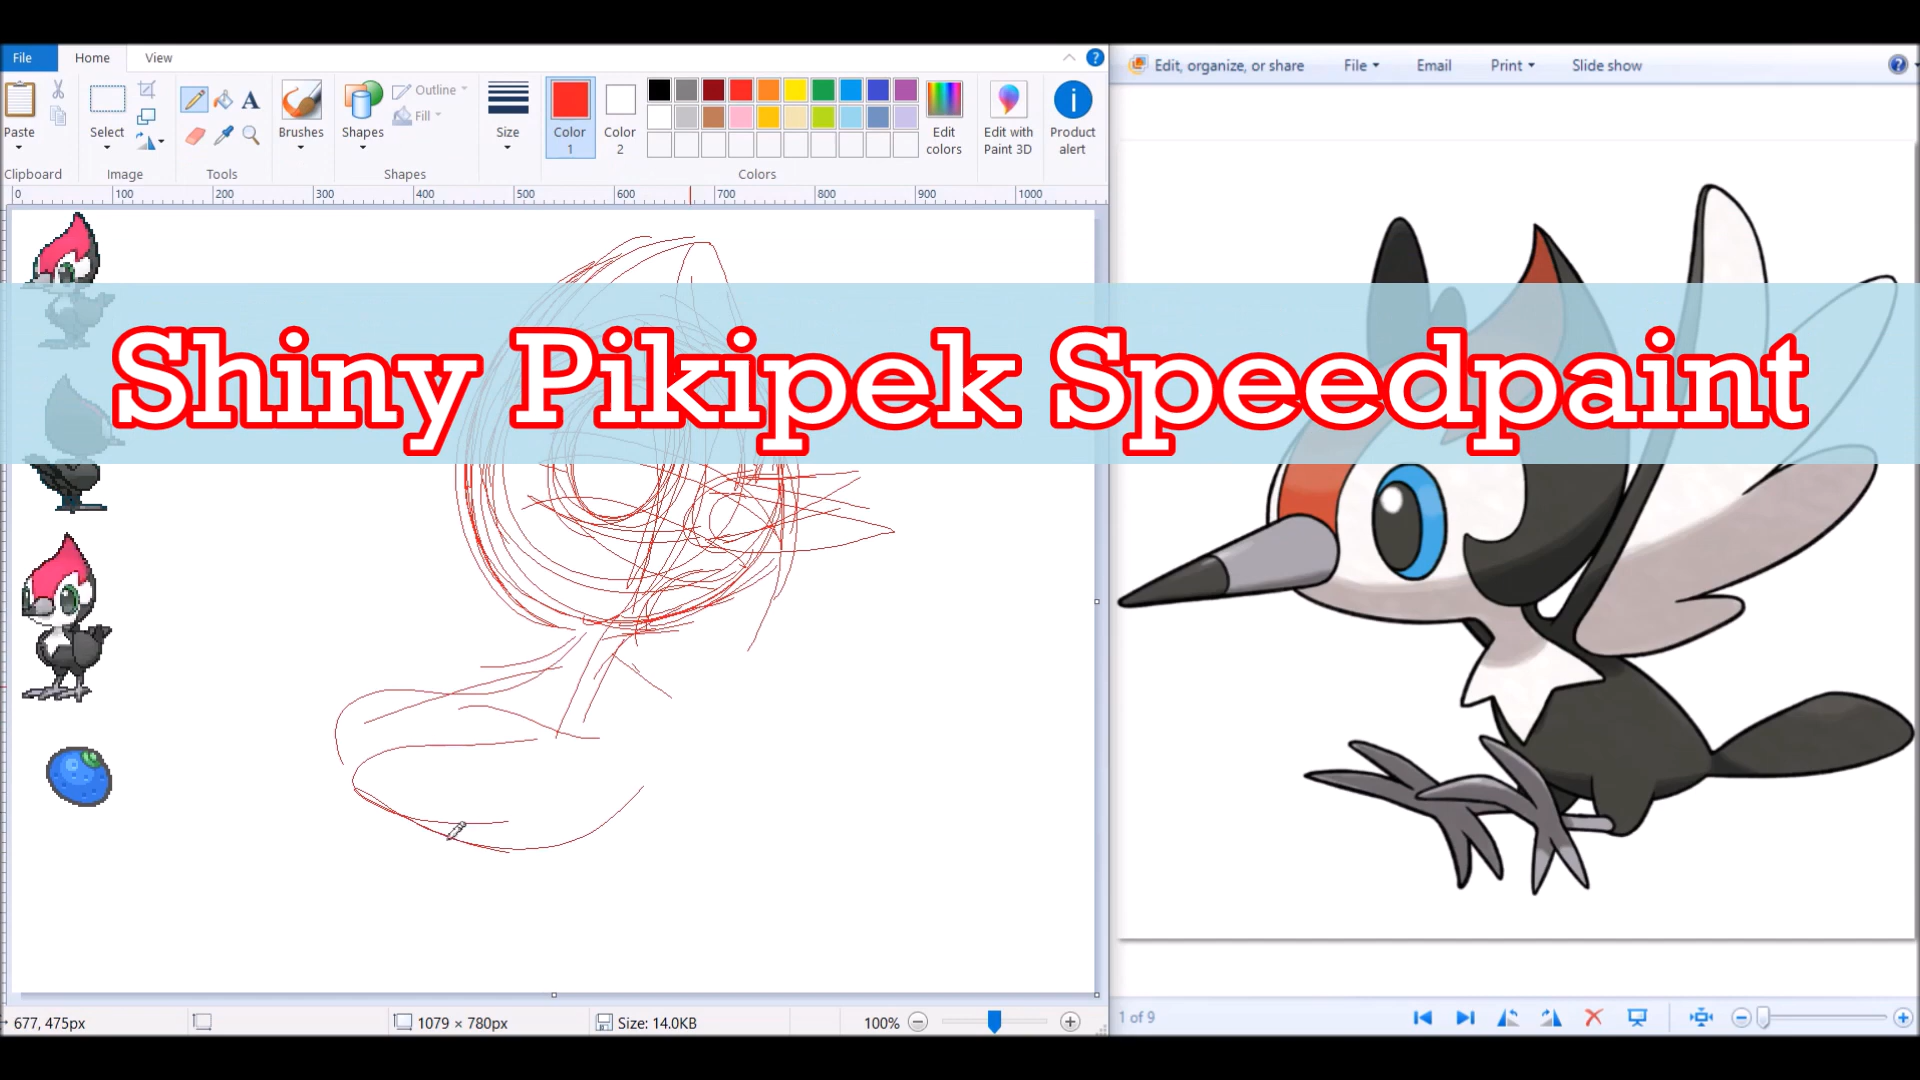 File Home View
Edit, organize, or share File Email Print Slide show
Paste Select Brushes Shapes Outline Fill Size Color 1 Color 2 Edit colors Edit with Paint 3D Product alert
Clipboard Image Tools Shapes Colors
0 100 200 300 400 500 600 700 800 900 1000
Shiny Pikipek Speedpaint
677, 475px 1079 × 780px Size: 14.0KB 100%
1 of 9